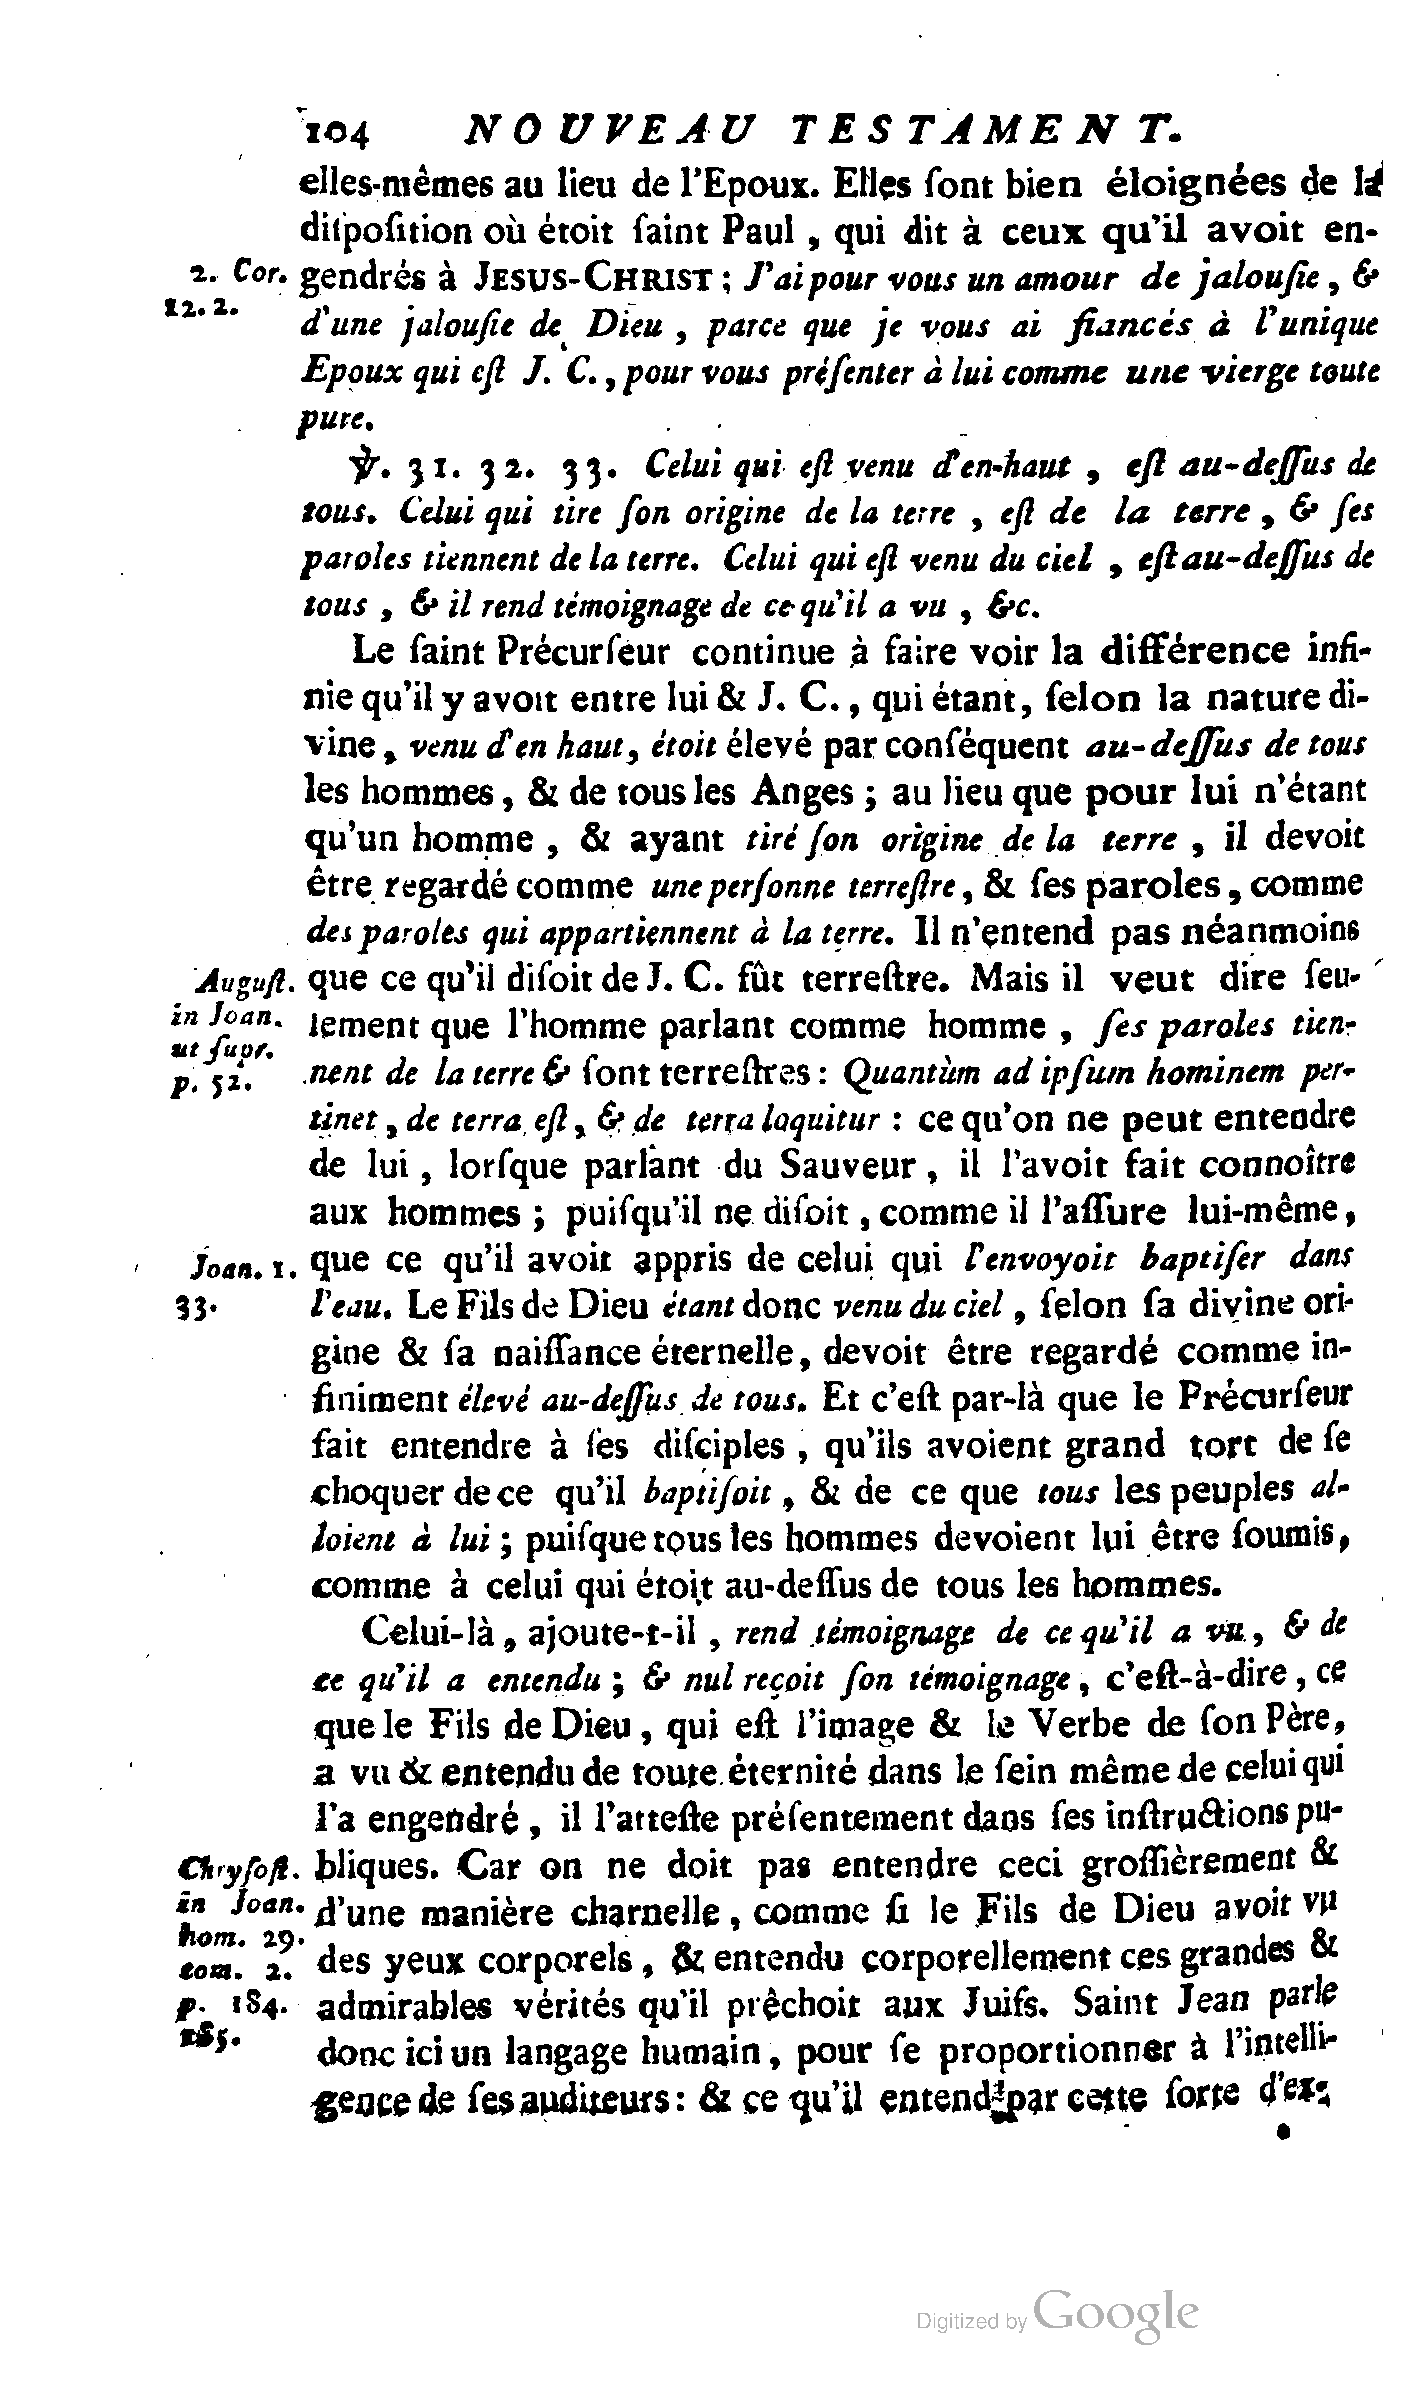 104 NOUVEAU TESTAMENT.
elles-mêmes au lieu de l'Epoux. Elles ſont bien éloignées de la
diſpoſition où étoit ſaint Paul, qui dit à ceux qu'il avoit en-
2. Cor. gendrés à JESUS-CHRIST; J'ai pour vous un amour de jalouſie, &
12. 2.
d'une jalouſie de Dieu, parce que je vous ai fiancés à l'unique
Epoux qui eſt J. C., pour vous préſenter à lui comme une vierge toute
pure.
℣. 31. 32. 33. Celui qui eſt venu d'en-haut, eſt au-deſſus de
tous. Celui qui tire ſon origine de la terre, eſt de la terre, & ſes
paroles tiennent de la terre. Celui qui eſt venu du ciel, eſt au-deſſus de
tous, & il rend témoignage de ce qu'il a vu, &c.
Le ſaint Précurſeur continue à faire voir la différence infi-
nie qu'il y avoit entre lui & J. C., qui étant, ſelon la nature di-
vine, venu d'en haut, étoit élevé par conſéquent au-deſſus de tous
les hommes, & de tous les Anges; au lieu que pour lui n'étant
qu'un homme, & ayant tiré ſon origine de la terre, il devoit
être regardé comme une perſonne terreſtre, & ſes paroles, comme
des paroles qui appartiennent à la terre. Il n'entend pas néanmoins
Auguſt. que ce qu'il diſoit de J. C. fût terreſtre. Mais il veut dire ſeu-
in Joan. lement que l'homme parlant comme homme, ſes paroles tien-
ut ſupr.
p. 52. nent de la terre & ſont terreſtres: Quantùm ad ipſum hominem per-
tinet, de terra eſt, & de terra loquitur: ce qu'on ne peut entendre
de lui, lorſque parlant du Sauveur, il l'avoit fait connoître
aux hommes; puiſqu'il ne diſoit, comme il l'aſſure lui-même,
Joan. 1. que ce qu'il avoit appris de celui qui l'envoyoit baptiſer dans
33. l'eau. Le Fils de Dieu étant donc venu du ciel, ſelon ſa divine ori-
gine & ſa naiſſance éternelle, devoit être regardé comme in-
finiment élevé au-deſſus de tous. Et c'eſt par-là que le Précurſeur
fait entendre à ſes diſciples, qu'ils avoient grand tort de ſe
choquer de ce qu'il baptiſoit, & de ce que tous les peuples al-
loient à lui; puiſque tous les hommes devoient lui être ſoumis,
comme à celui qui étoit au-deſſus de tous les hommes.
Celui-là, ajoute-t-il, rend témoignage de ce qu'il a vu, & de
ce qu'il a entendu; & nul reçoit ſon témoignage, c'eſt-à-dire, ce
que le Fils de Dieu, qui eſt l'image & le Verbe de ſon Père,
a vu & entendu de toute éternité dans le ſein même de celui qui
l'a engendré, il l'atteſte préſentement dans ſes inſtructions pu-
Chryſoſt. bliques. Car on ne doit pas entendre ceci groſſièrement &
in Joan. d'une manière charnelle, comme ſi le Fils de Dieu avoit vu
hom. 29.
tom. 2. des yeux corporels, & entendu corporellement ces grandes &
p. 184. admirables vérités qu'il prêchoit aux Juifs. Saint Jean parle
185.
donc ici un langage humain, pour ſe proportionner à l'intelli-
gence de ſes auditeurs: & ce qu'il entend par cette ſorte d'ex-
Digitized by Google